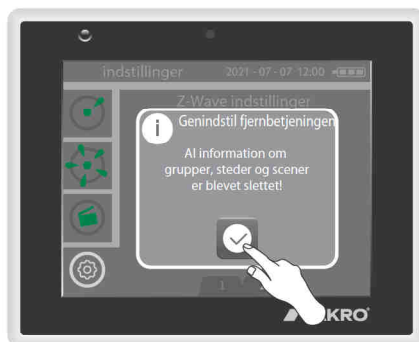 indstillinger 2021 - 07 - 07 12:00
Z-Wave indstillinger
i Genindstil fjernbetjeningen
Al information om
grupper, steder og scener
er blevet slettet!
1
KRO